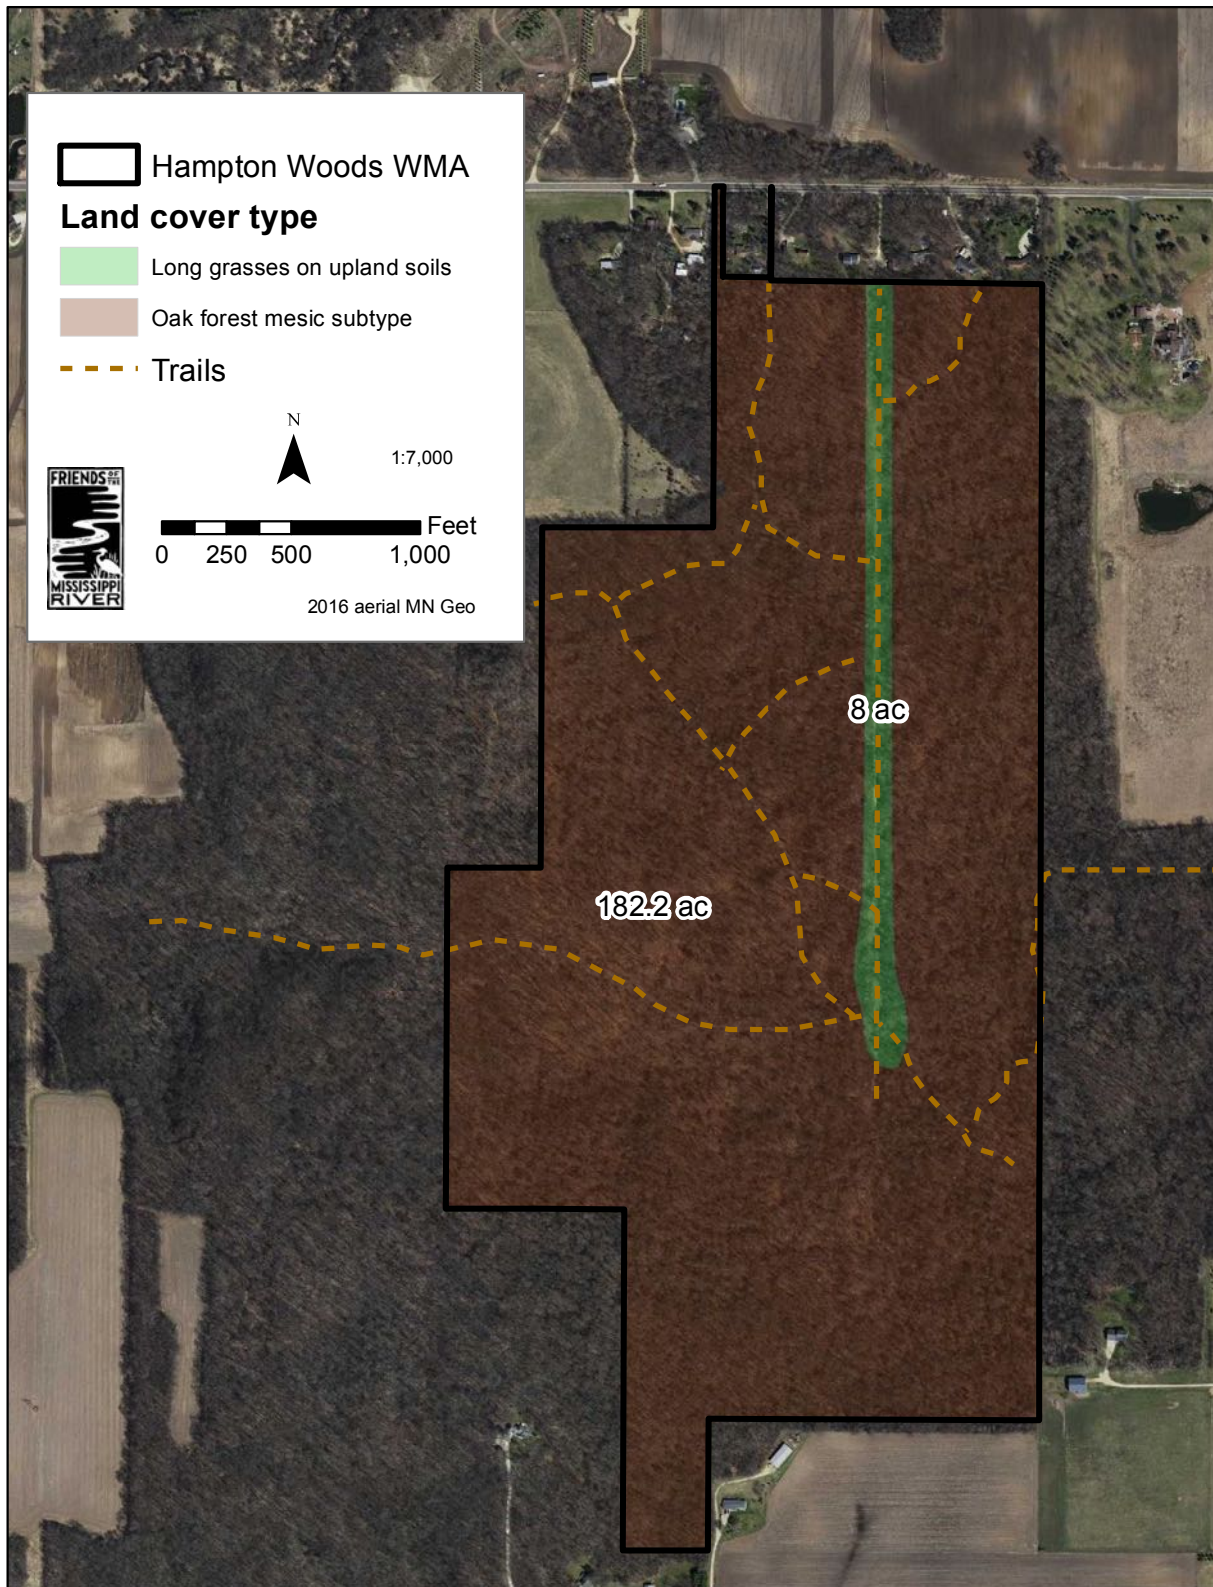 Hampton Woods WMA
Land cover type
Long grasses on upland soils
Oak forest mesic subtype
Trails
N
1:7,000
Feet
0 250 500 1,000
2016 aerial MN Geo
FRIENDS OF THE
MISSISSIPPI
RIVER
8 ac
182.2 ac